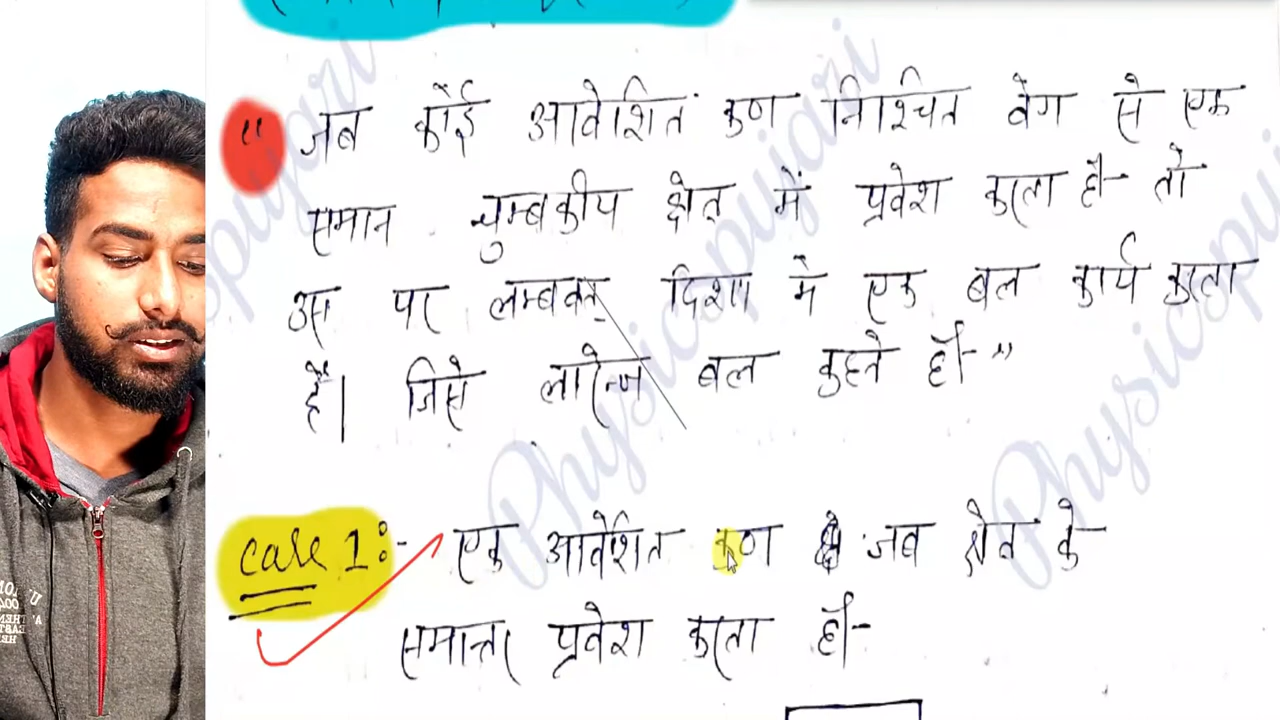 " जब कोई आवेशित कण निश्चित वेग से एक
समान चुम्बकीय क्षेत्र में प्रवेश करता है- तो
उस पर लम्बवत् दिशा में एक बल कार्य करता
है। जिसे लारेन्ज बल कहते हैं- "
Case 1:- एक आवेशित कण जब क्षेत्र के
समान्तर प्रवेश करता है-
Physicspujari